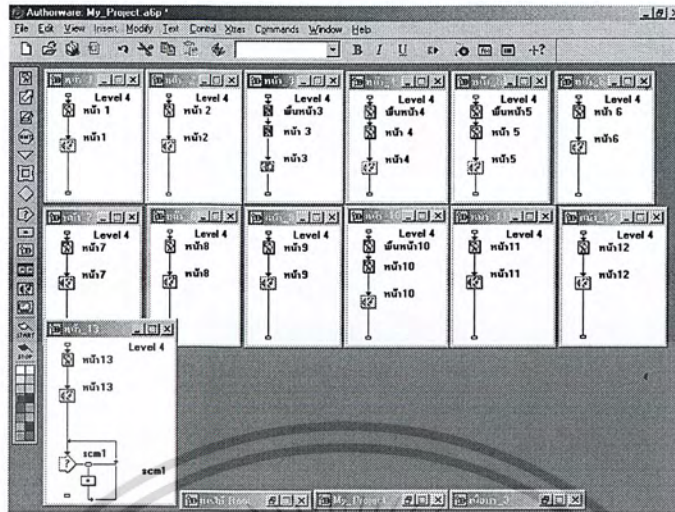 Authorware: My_Project.a6p *
File Edit View Insert Modify Text Control Xtras Commands Window Help
B I U
Level 4
หน้า 1
หน้า1
Level 4
หน้า 2
หน้า2
Level 4
พื้นหน้า3
หน้า 3
หน้า3
Level 4
พื้นหน้า4
หน้า 4
หน้า4
Level 4
พื้นหน้า5
หน้า 5
หน้า5
Level 4
หน้า 6
หน้า6
Level 4
หน้า7
หน้า7
Level 4
หน้า8
หน้า8
Level 4
หน้า9
หน้า9
Level 4
พื้นหน้า10
หน้า10
หน้า10
Level 4
หน้า11
หน้า11
Level 4
หน้า12
หน้า12
หน้า_13
Level 4
หน้า13
หน้า13
scm1
scm1
START
STOP
My_Project